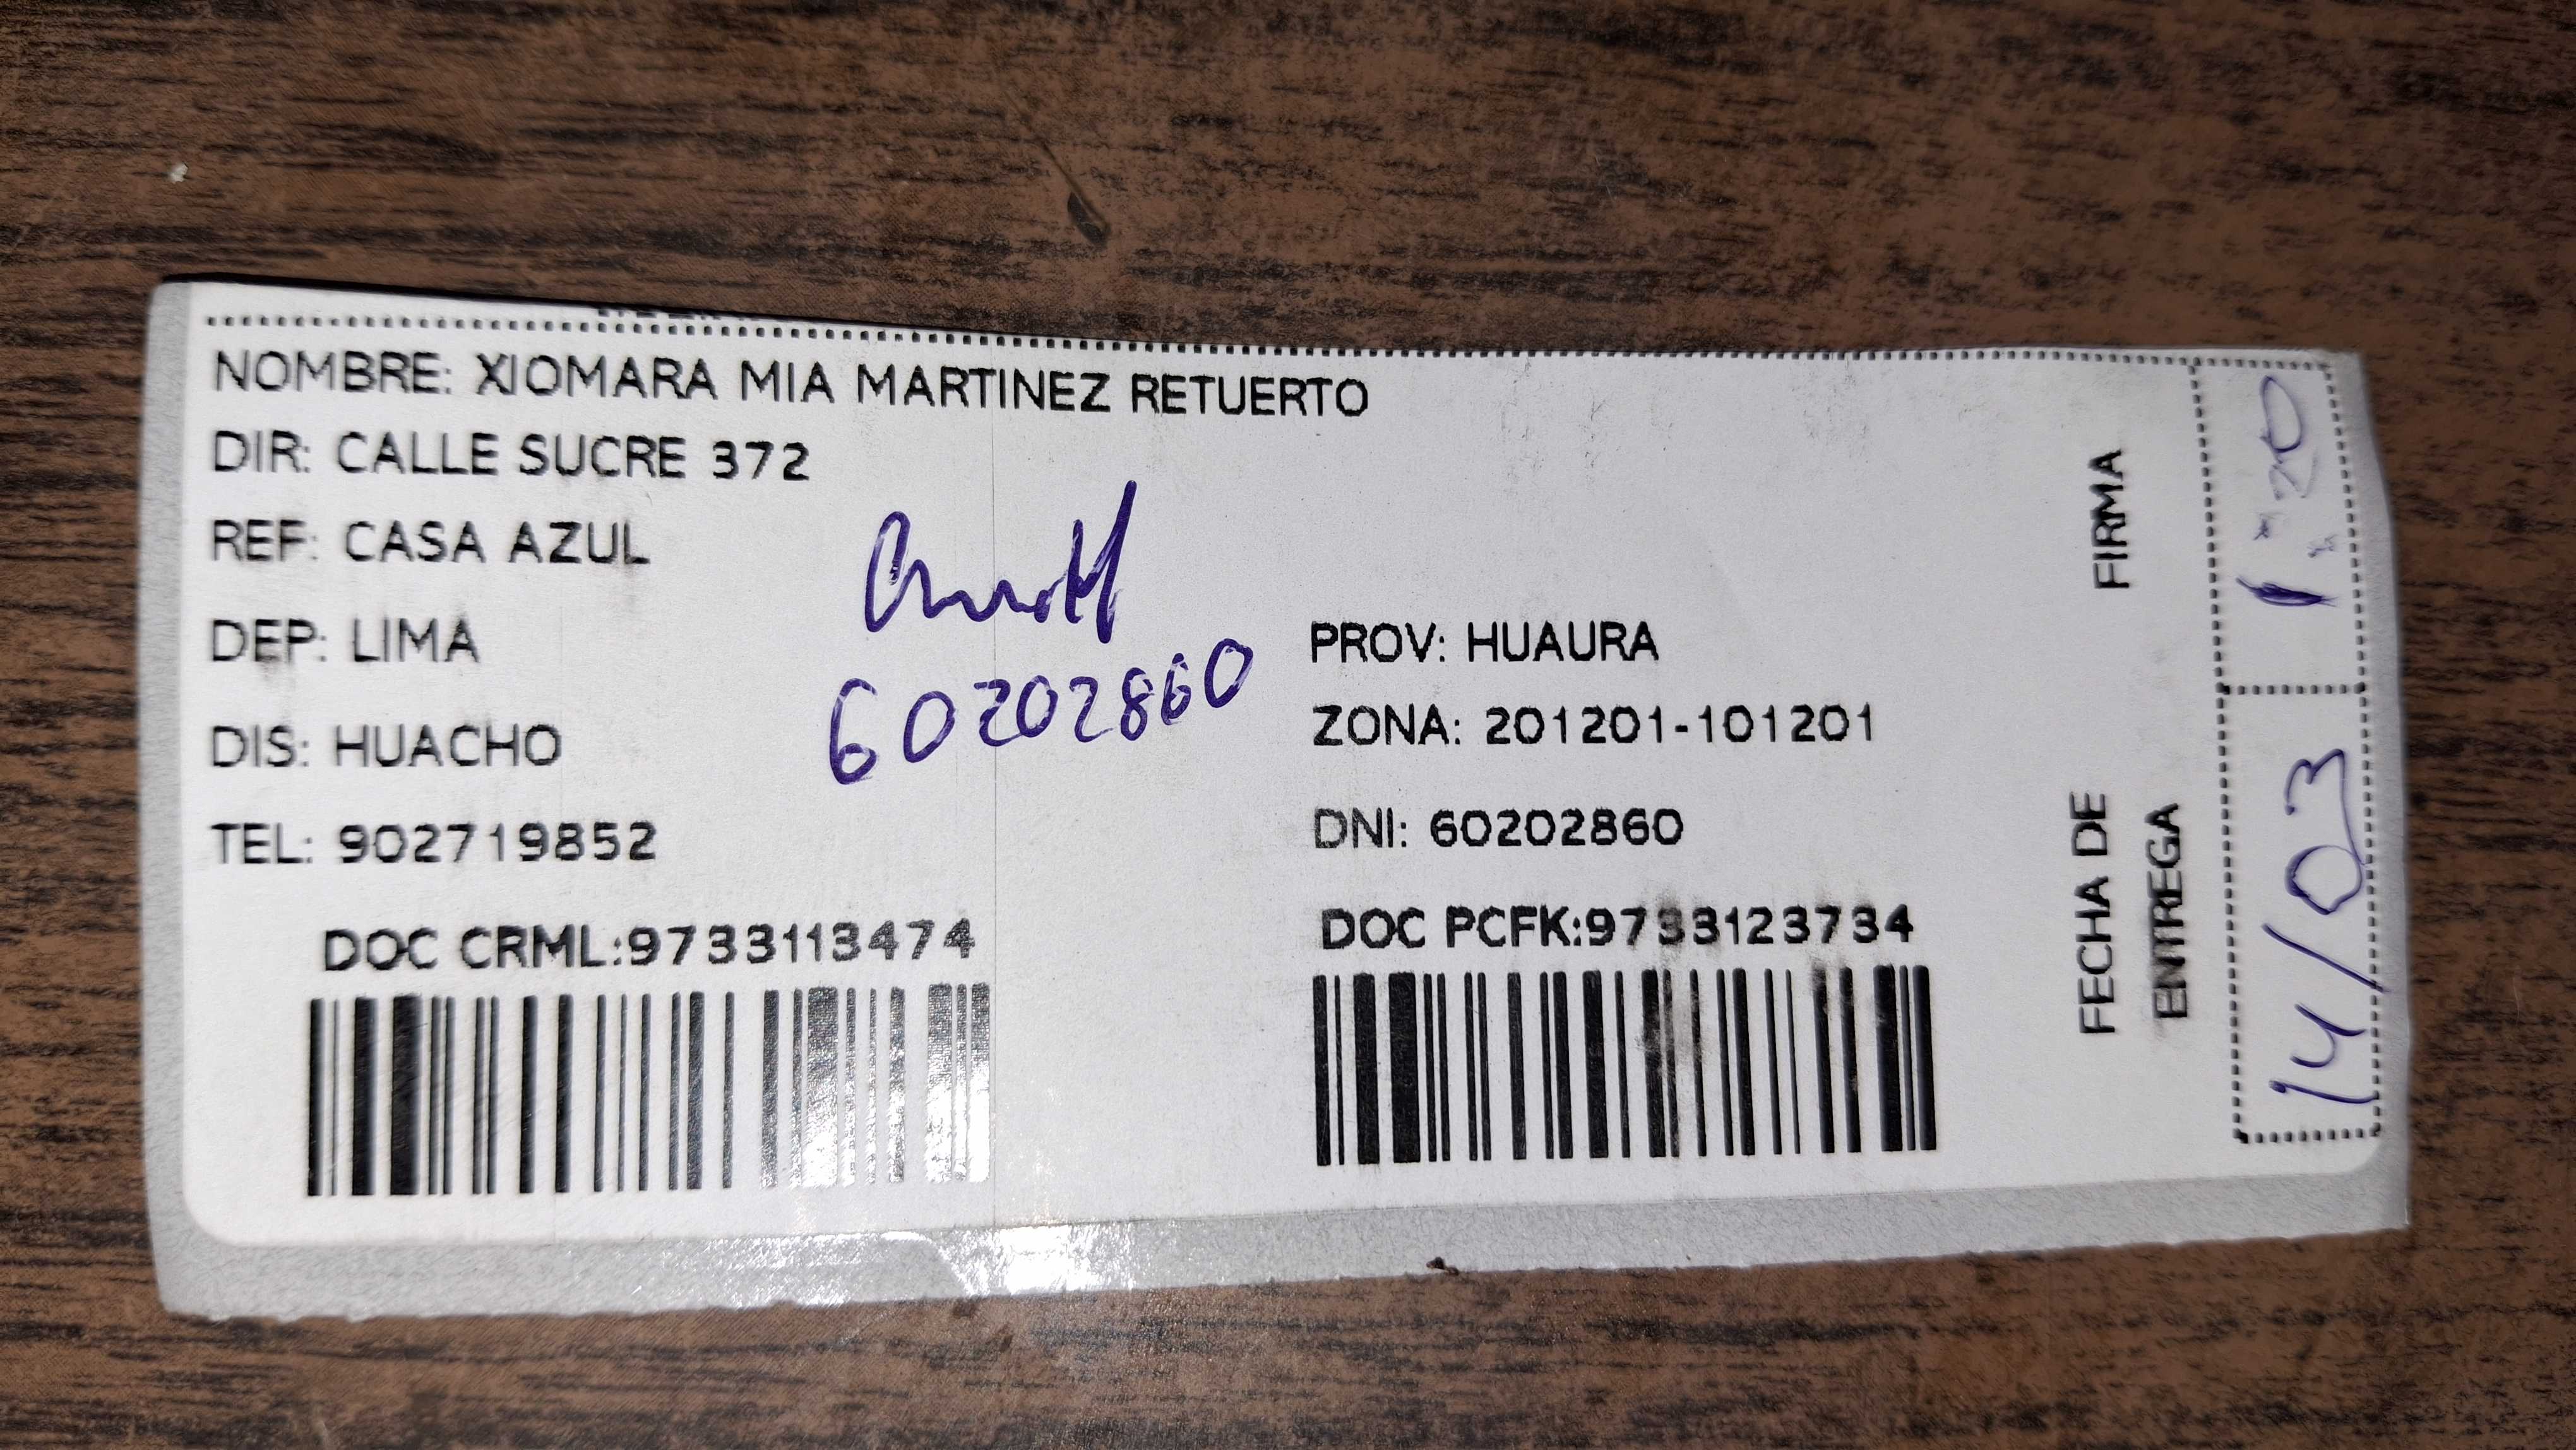 NOMBRE: XIOMARA MIA MARTINEZ RETUERTO
DIR: CALLE SUCRE 372
REF: CASA AZUL
DEP: LIMA
PROV: HUAURA
DIS: HUACHO
ZONA: 201201-101201
TEL: 902719852
DNI: 60202860
60202860
DOC CRML:9733113474
DOC PCFK:9733123734
FIRMA
FECHA DE
ENTREGA
14/03
1:20